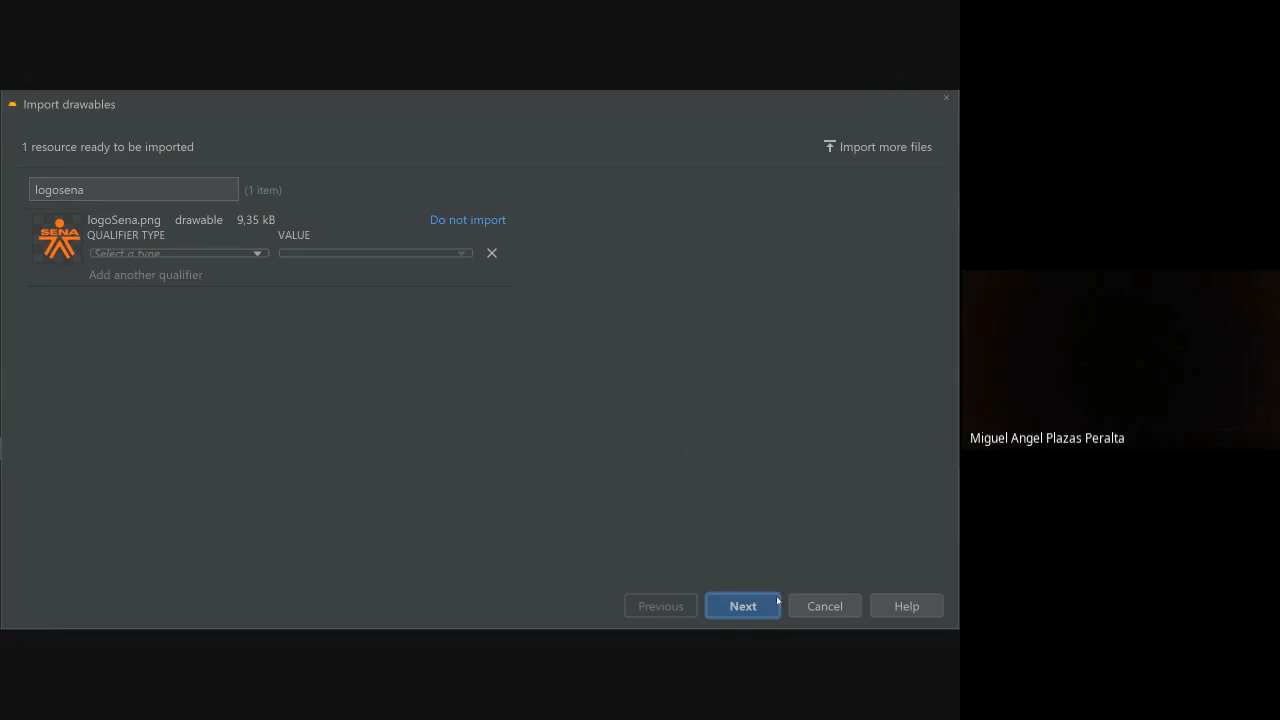 Import drawables
1 resource ready to be imported
Import more files
logosena
(1 item)
SENA
logoSena.png drawable 9,35 kB Do not import
QUALIFIER TYPE VALUE
Select a type
Add another qualifier
Miguel Angel Plazas Peralta
Previous Next Cancel Help